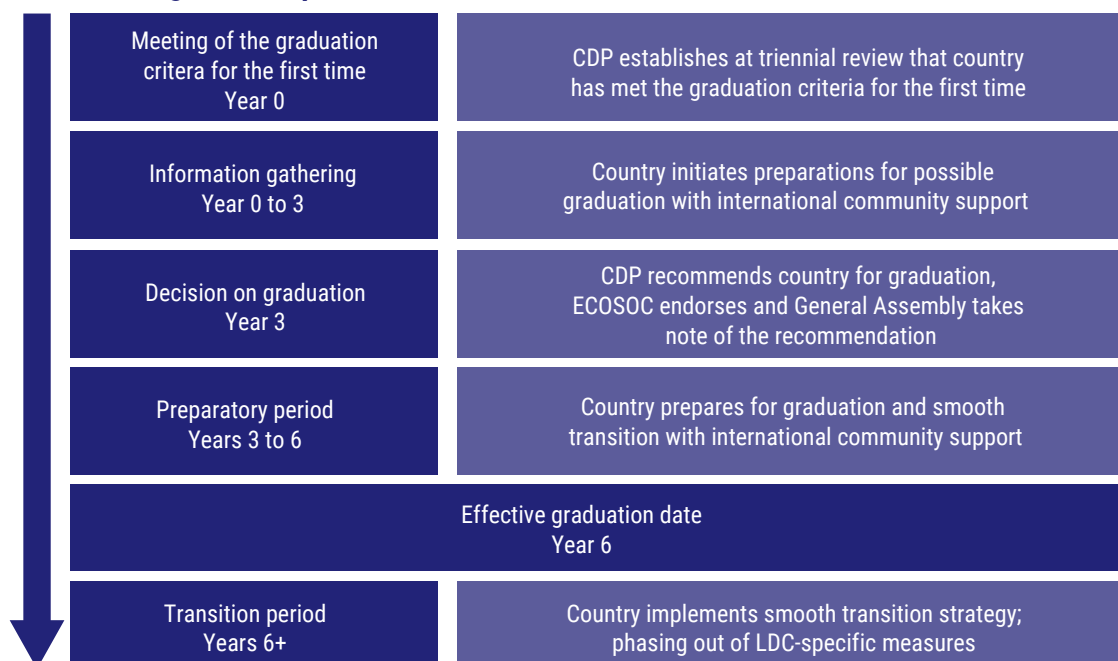 Meeting of the graduation
critera for the first time
Year 0
CDP establishes at triennial review that country
has met the graduation criteria for the first time
Information gathering
Year 0 to 3
Country initiates preparations for possible
graduation with international community support
Decision on graduation
Year 3
CDP recommends country for graduation,
ECOSOC endorses and General Assembly takes
note of the recommendation
Preparatory period
Years 3 to 6
Country prepares for graduation and smooth
transition with international community support
Effective graduation date
Year 6
Transition period
Years 6+
Country implements smooth transition strategy;
phasing out of LDC-specific measures